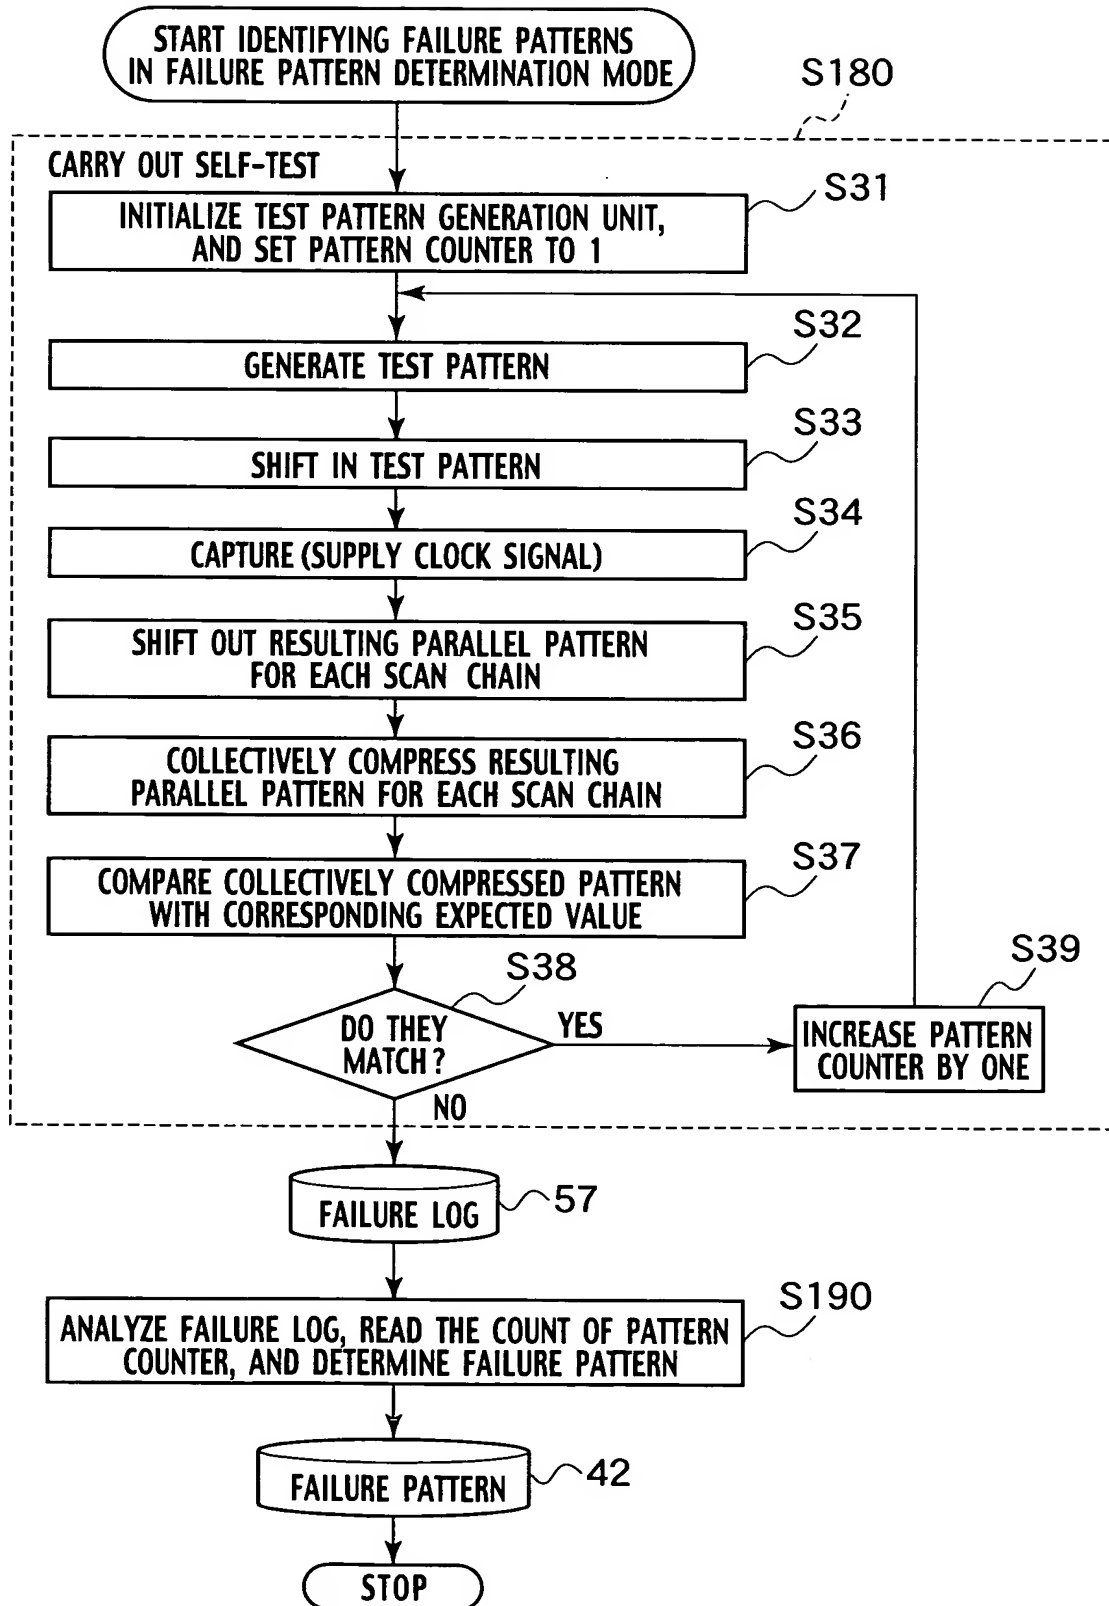 START IDENTIFYING FAILURE PATTERNS
IN FAILURE PATTERN DETERMINATION MODE
S180
CARRY OUT SELF-TEST
S31
INITIALIZE TEST PATTERN GENERATION UNIT,
AND SET PATTERN COUNTER TO 1
S32
GENERATE TEST PATTERN
S33
SHIFT IN TEST PATTERN
S34
CAPTURE (SUPPLY CLOCK SIGNAL)
S35
SHIFT OUT RESULTING PARALLEL PATTERN
FOR EACH SCAN CHAIN
S36
COLLECTIVELY COMPRESS RESULTING
PARALLEL PATTERN FOR EACH SCAN CHAIN
S37
COMPARE COLLECTIVELY COMPRESSED PATTERN
WITH CORRESPONDING EXPECTED VALUE
S38
DO THEY
MATCH?
YES
S39
INCREASE PATTERN
COUNTER BY ONE
NO
FAILURE LOG
57
S190
ANALYZE FAILURE LOG, READ THE COUNT OF PATTERN
COUNTER, AND DETERMINE FAILURE PATTERN
FAILURE PATTERN
42
STOP